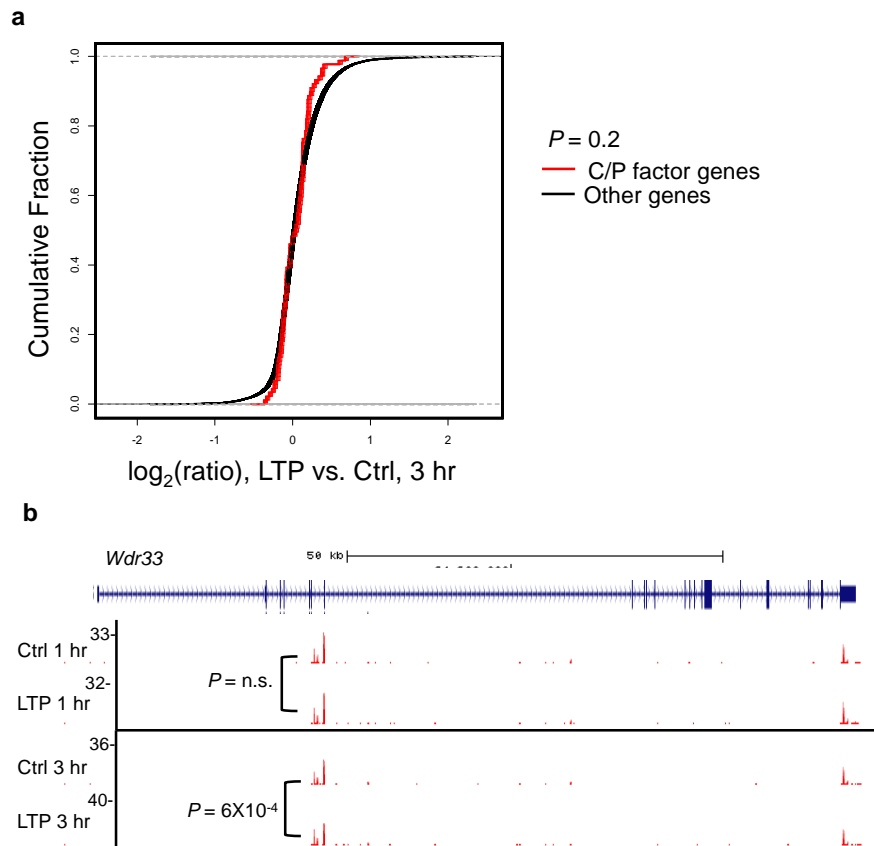 a
1.0
0.8
0.6
0.4
0.2
0.0
Cumulative Fraction
-2 -1 0 1 2
log2(ratio), LTP vs. Ctrl, 3 hr
P = 0.2
C/P factor genes
Other genes
b
Wdr33
50 kb
33-
Ctrl 1 hr
P = n.s.
32-
LTP 1 hr
36-
Ctrl 3 hr
40-
P = 6X10-4
LTP 3 hr